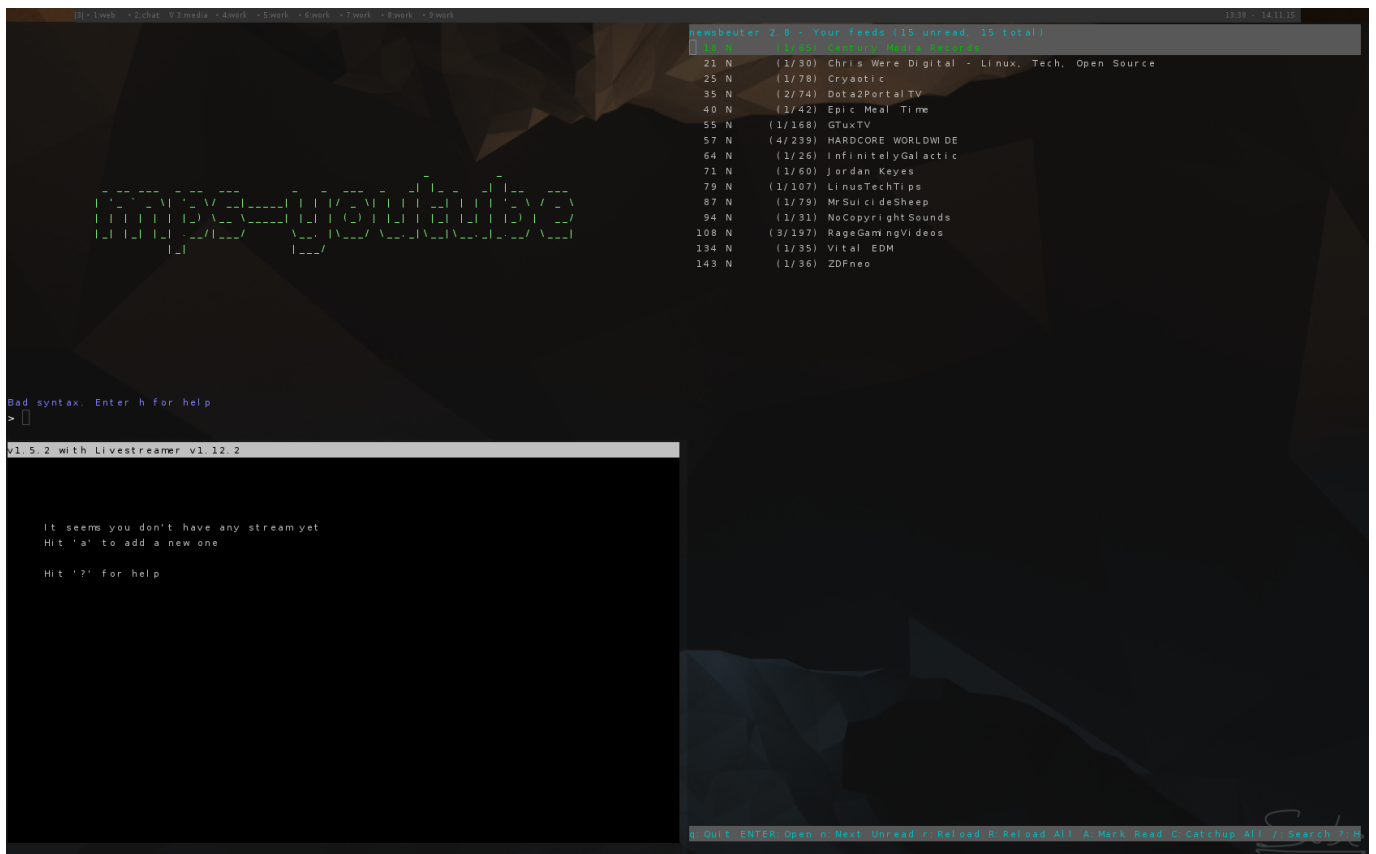 [3] • 1:web • 2:chat ∇ 3:media • 4:work • 5:work • 6:work • 7:work • 8:work • 9:work 13:38 - 14.11.15
mps-youtube
Bad syntax. Enter h for help
>
v1.5.2 with Livestreamer v1.12.2
It seems you don't have any stream yet
Hit 'a' to add a new one
Hit '?' for help
newsbeuter 2.8 - Your feeds (15 unread, 15 total)
18 N (1/65) Century Media Records
21 N (1/30) Chris Were Digital - Linux, Tech, Open Source
25 N (1/78) Cryaotic
35 N (2/74) Dota2PortalTV
40 N (1/42) Epic Meal Time
55 N (1/168) GTuxTV
57 N (4/239) HARDCORE WORLDWIDE
64 N (1/26) InfinitelyGalactic
71 N (1/60) Jordan Keyes
79 N (1/107) LinusTechTips
87 N (1/79) MrSuicideSheep
94 N (1/31) NoCopyrightSounds
108 N (3/197) RageGamingVideos
134 N (1/35) Vital EDM
143 N (1/36) ZDFneo
q:Quit ENTER:Open n:Next Unread r:Reload R:Reload All A:Mark Read C:Catchup All /:Search ?:H